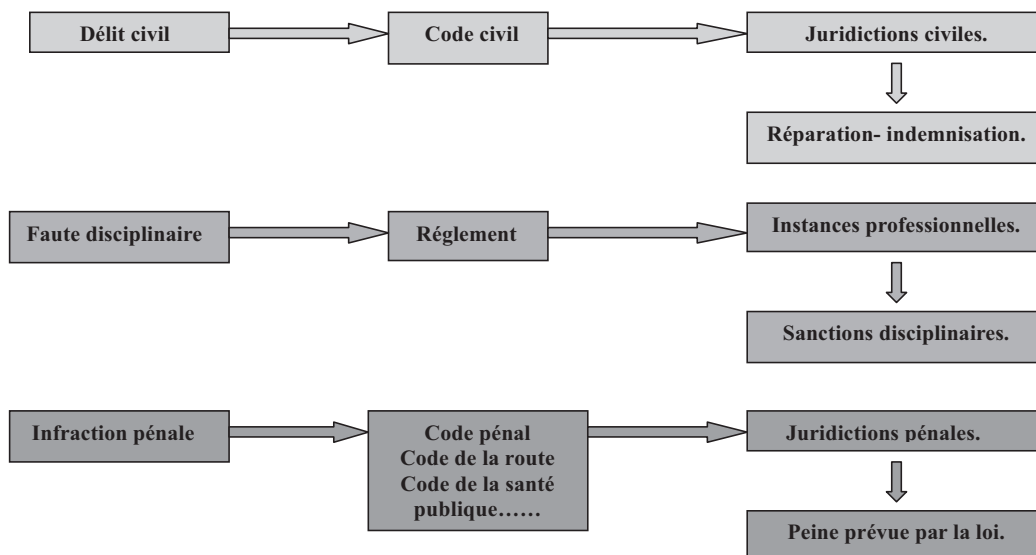 Délit civil
Code civil
Juridictions civiles.
Réparation- indemnisation.
Faute disciplinaire
Réglement
Instances professionnelles.
Sanctions disciplinaires.
Infraction pénale
Code pénal
Code de la route
Code de la santé
publique……
Juridictions pénales.
Peine prévue par la loi.